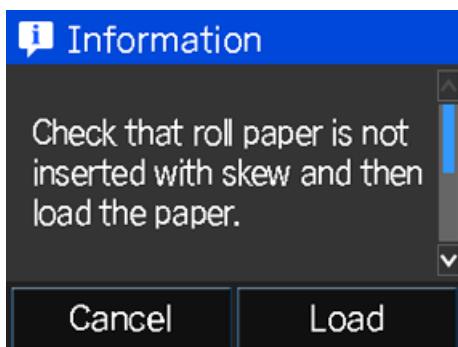 Information
Check that roll paper is not
inserted with skew and then
load the paper.
Cancel
Load